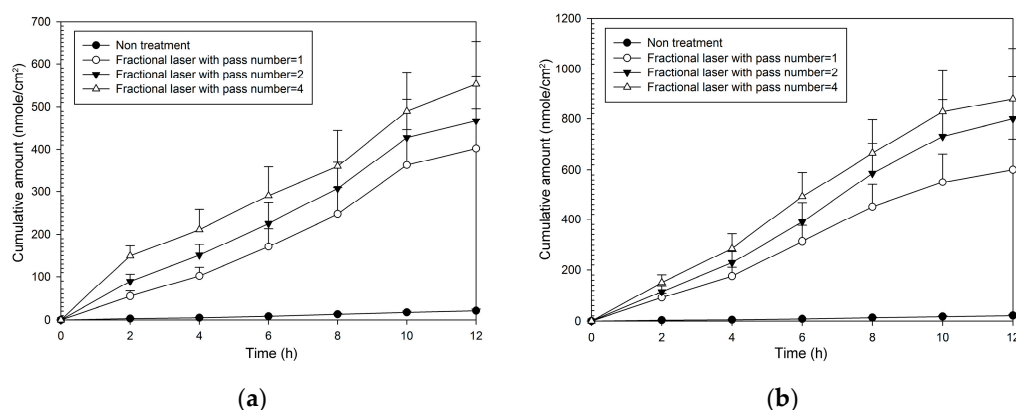 700
600
500
400
300
200
100
0
Cumulative amount (nmole/cm²)
Non treatment
Fractional laser with pass number=1
Fractional laser with pass number=2
Fractional laser with pass number=4
0 2 4 6 8 10 12
Time (h)
(a)
1200
1000
800
600
400
200
0
Cumulative amount (nmole/cm²)
Non treatment
Fractional laser with pass number=1
Fractional laser with pass number=2
Fractional laser with pass number=4
0 2 4 6 8 10 12
Time (h)
(b)